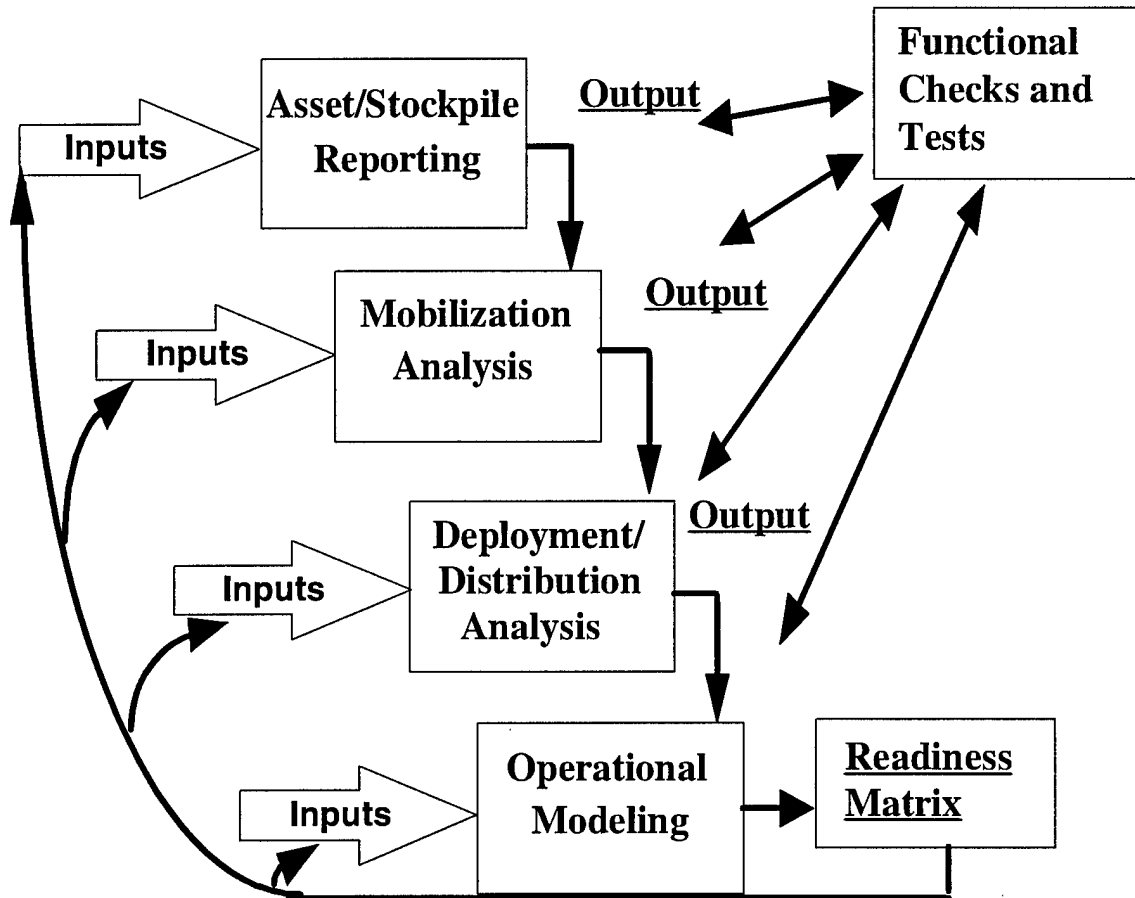 Functional
Checks and
Tests
Output
Asset/Stockpile
Reporting
Inputs
Output
Mobilization
Analysis
Inputs
Output
Deployment/
Distribution
Analysis
Inputs
Operational
Modeling
Inputs
Readiness
Matrix